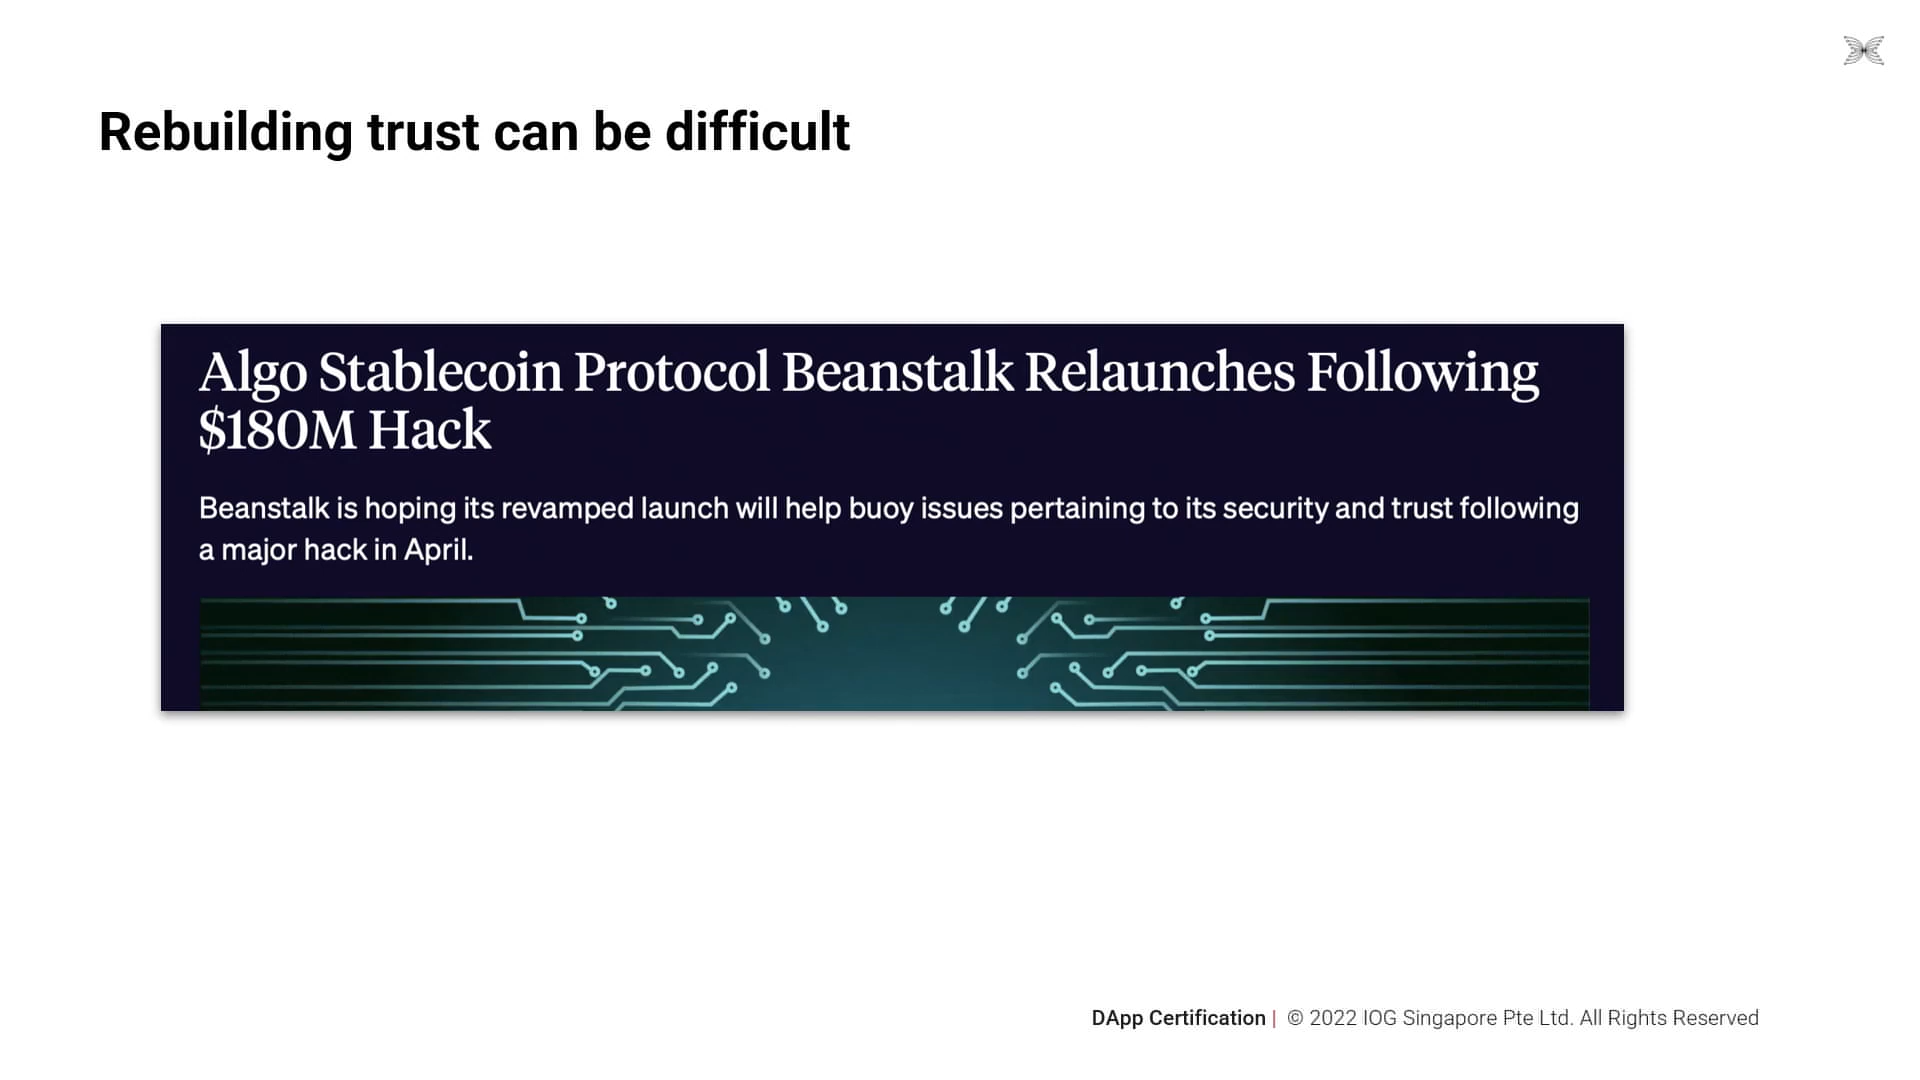 Rebuilding trust can be difficult
Algo Stablecoin Protocol Beanstalk Relaunches Following
$180M Hack
Beanstalk is hoping its revamped launch will help buoy issues pertaining to its security and trust following
a major hack in April.
DApp Certification | © 2022 IOG Singapore Pte Ltd. All Rights Reserved